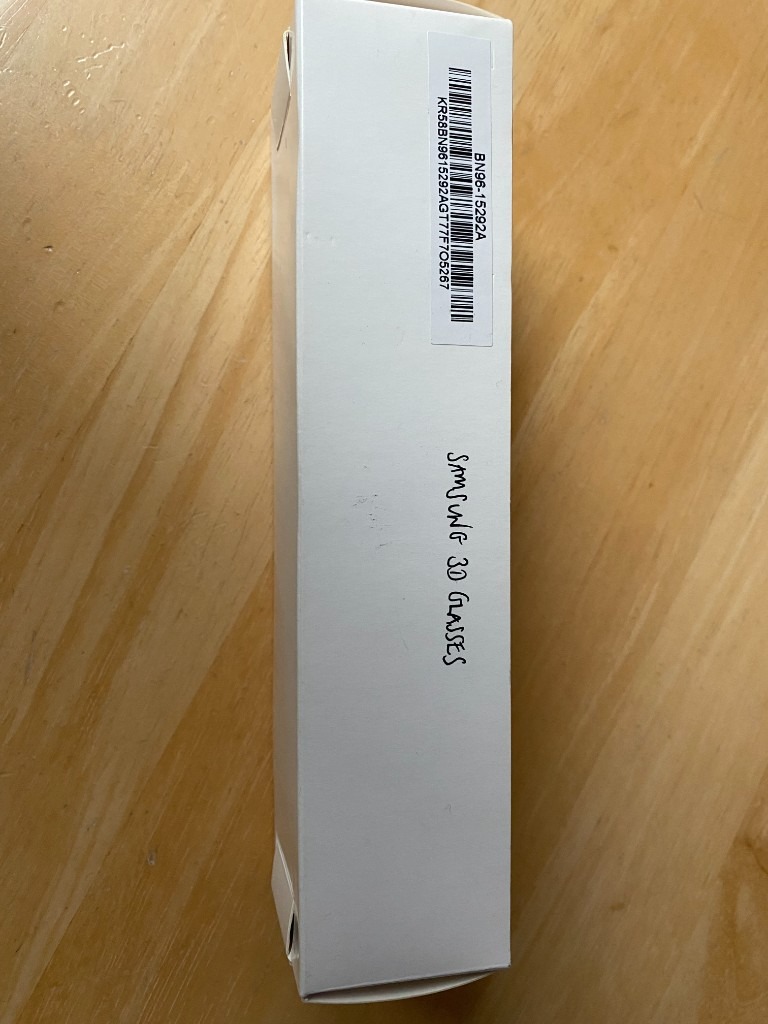 BN96-15292A
KR58BN9615292AGT77F7O5267
SAMSUNG 3D GLASSES